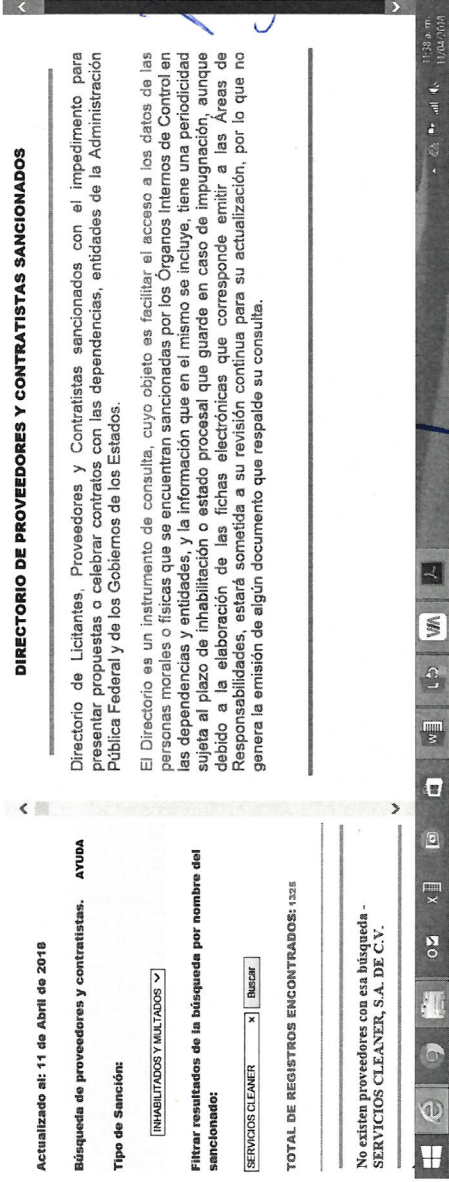 Actualizado al: 11 de Abril de 2018
Búsqueda de proveedores y contratistas. AYUDA
Tipo de Sanción:
INHABILITADOS Y MULTADOS
Filtrar resultados de la búsqueda por nombre del
sancionado:
SERVICIOS CLEANER x Buscar
TOTAL DE REGISTROS ENCONTRADOS: 1325
No existen proveedores con esa búsqueda -
SERVICIOS CLEANER, S.A. DE C.V.
DIRECTORIO DE PROVEEDORES Y CONTRATISTAS SANCIONADOS
Directorio de Licitantes, Proveedores y Contratistas sancionados con el impedimento para
presentar propuestas o celebrar contratos con las dependencias, entidades de la Administración
Pública Federal y de los Gobiernos de los Estados.
El Directorio es un instrumento de consulta, cuyo objeto es facilitar el acceso a los datos de las
personas morales o físicas que se encuentran sancionadas por los Órganos Internos de Control en
las dependencias y entidades, y la información que en el mismo se incluye, tiene una periodicidad
sujeta al plazo de inhabilitación o estado procesal que guarde en caso de impugnación, aunque
debido a la elaboración de las fichas electrónicas que corresponde emitir a las Áreas de
Responsabilidades, estará sometida a su revisión continua para su actualización, por lo que no
genera la emisión de algún documento que respalde su consulta.
11:38 a. m.
11/04/2018